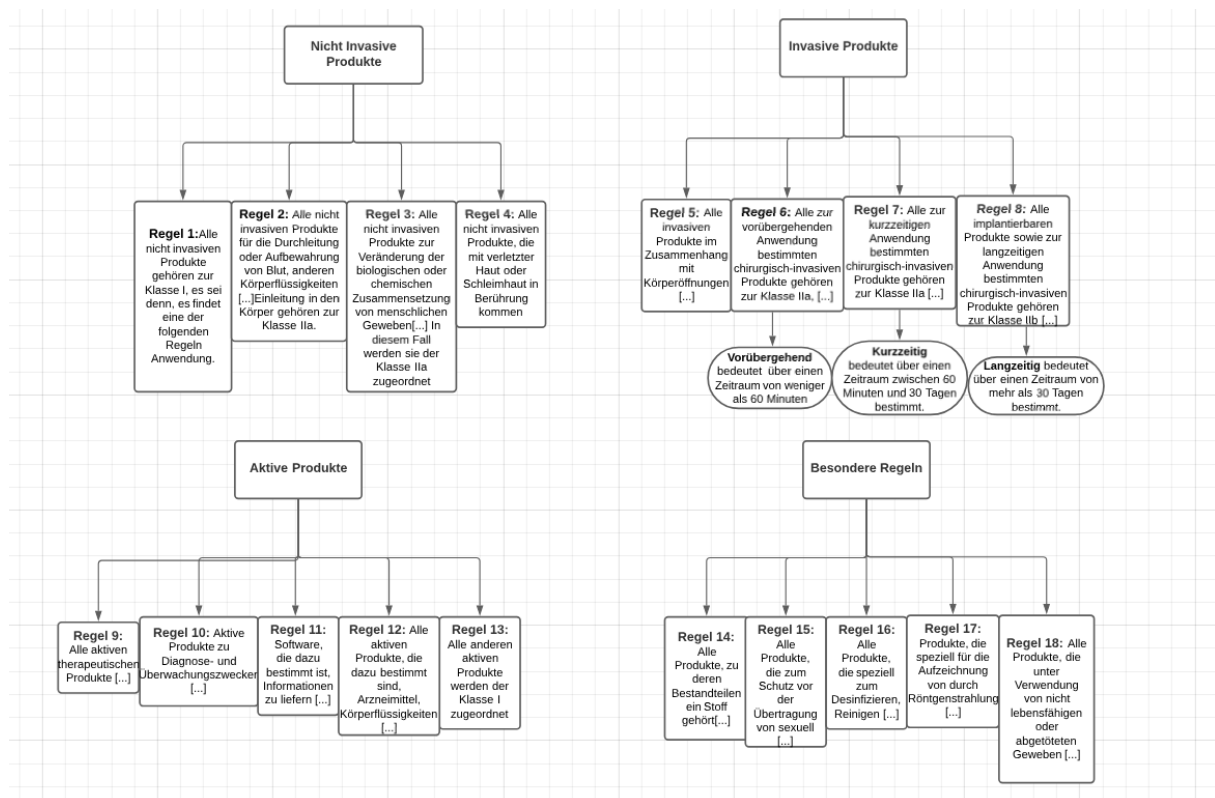 Nicht Invasive
Produkte
Regel 1:Alle
nicht invasiven
Produkte
gehören zur
Klasse I, es sei
denn, es findet
eine der
folgenden
Regeln
Anwendung.
Regel 2: Alle nicht
invasiven Produkte
für die Durchleitung
oder Aufbewahrung
von Blut, anderen
Körperflüssigkeiten
[...]Einleitung in den
Körper gehören zur
Klasse IIa.
Regel 3: Alle
nicht invasiven
Produkte zur
Veränderung der
biologischen oder
chemischen
Zusammensetzung
von menschlichen
Geweben[...] In
diesem Fall
werden sie der
Klasse IIa
zugeordnet
Regel 4: Alle
nicht invasiven
Produkte, die
mit verletzter
Haut oder
Schleimhaut in
Berührung
kommen
Invasive Produkte
Regel 5: Alle
invasiven
Produkte im
Zusammenhang
mit
Körperöffnungen
[...]
Regel 6: Alle zur
vorübergehenden
Anwendung
bestimmten
chirurgisch-invasiven
Produkte gehören
zur Klasse IIa, [...]
Regel 7: Alle zur
kurzzeitigen
Anwendung
bestimmten
chirurgisch-invasiven
Produkte gehören
zur Klasse IIa [...]
Regel 8: Alle
implantierbaren
Produkte sowie zur
langzeitigen
Anwendung
bestimmten
chirurgisch-invasiven
Produkte gehören
zur Klasse IIb [...]
Vorübergehend
bedeutet über einen
Zeitraum von weniger
als 60 Minuten
Kurzzeitig
bedeutet über einen
Zeitraum zwischen 60
Minuten und 30 Tagen
bestimmt.
Langzeitig bedeutet
über einen Zeitraum von
mehr als 30 Tagen
bestimmt.
Aktive Produkte
Regel 9:
Alle aktiven
therapeutischen
Produkte [...]
Regel 10: Aktive
Produkte zu
Diagnose- und
Überwachungszwecken
[...]
Regel 11:
Software,
die dazu
bestimmt ist,
Informationen
zu liefern [...]
Regel 12: Alle
aktiven
Produkte, die
dazu bestimmt
sind,
Arzneimittel,
Körperflüssigkeiten
[...]
Regel 13:
Alle anderen
aktiven
Produkte
werden der
Klasse I
zugeordnet
Besondere Regeln
Regel 14:
Alle
Produkte, zu
deren
Bestandteilen
ein Stoff
gehört[...]
Regel 15:
Alle
Produkte,
die zum
Schutz vor
der
Übertragung
von sexuell
[...]
Regel 16:
Alle
Produkte,
die speziell
zum
Desinfizieren,
Reinigen [...]
Regel 17:
Produkte, die
speziell für die
Aufzeichnung
von durch
Röntgenstrahlung
[...]
Regel 18: Alle
Produkte, die
unter
Verwendung
von nicht
lebensfähigen
oder
abgetöteten
Geweben [...]